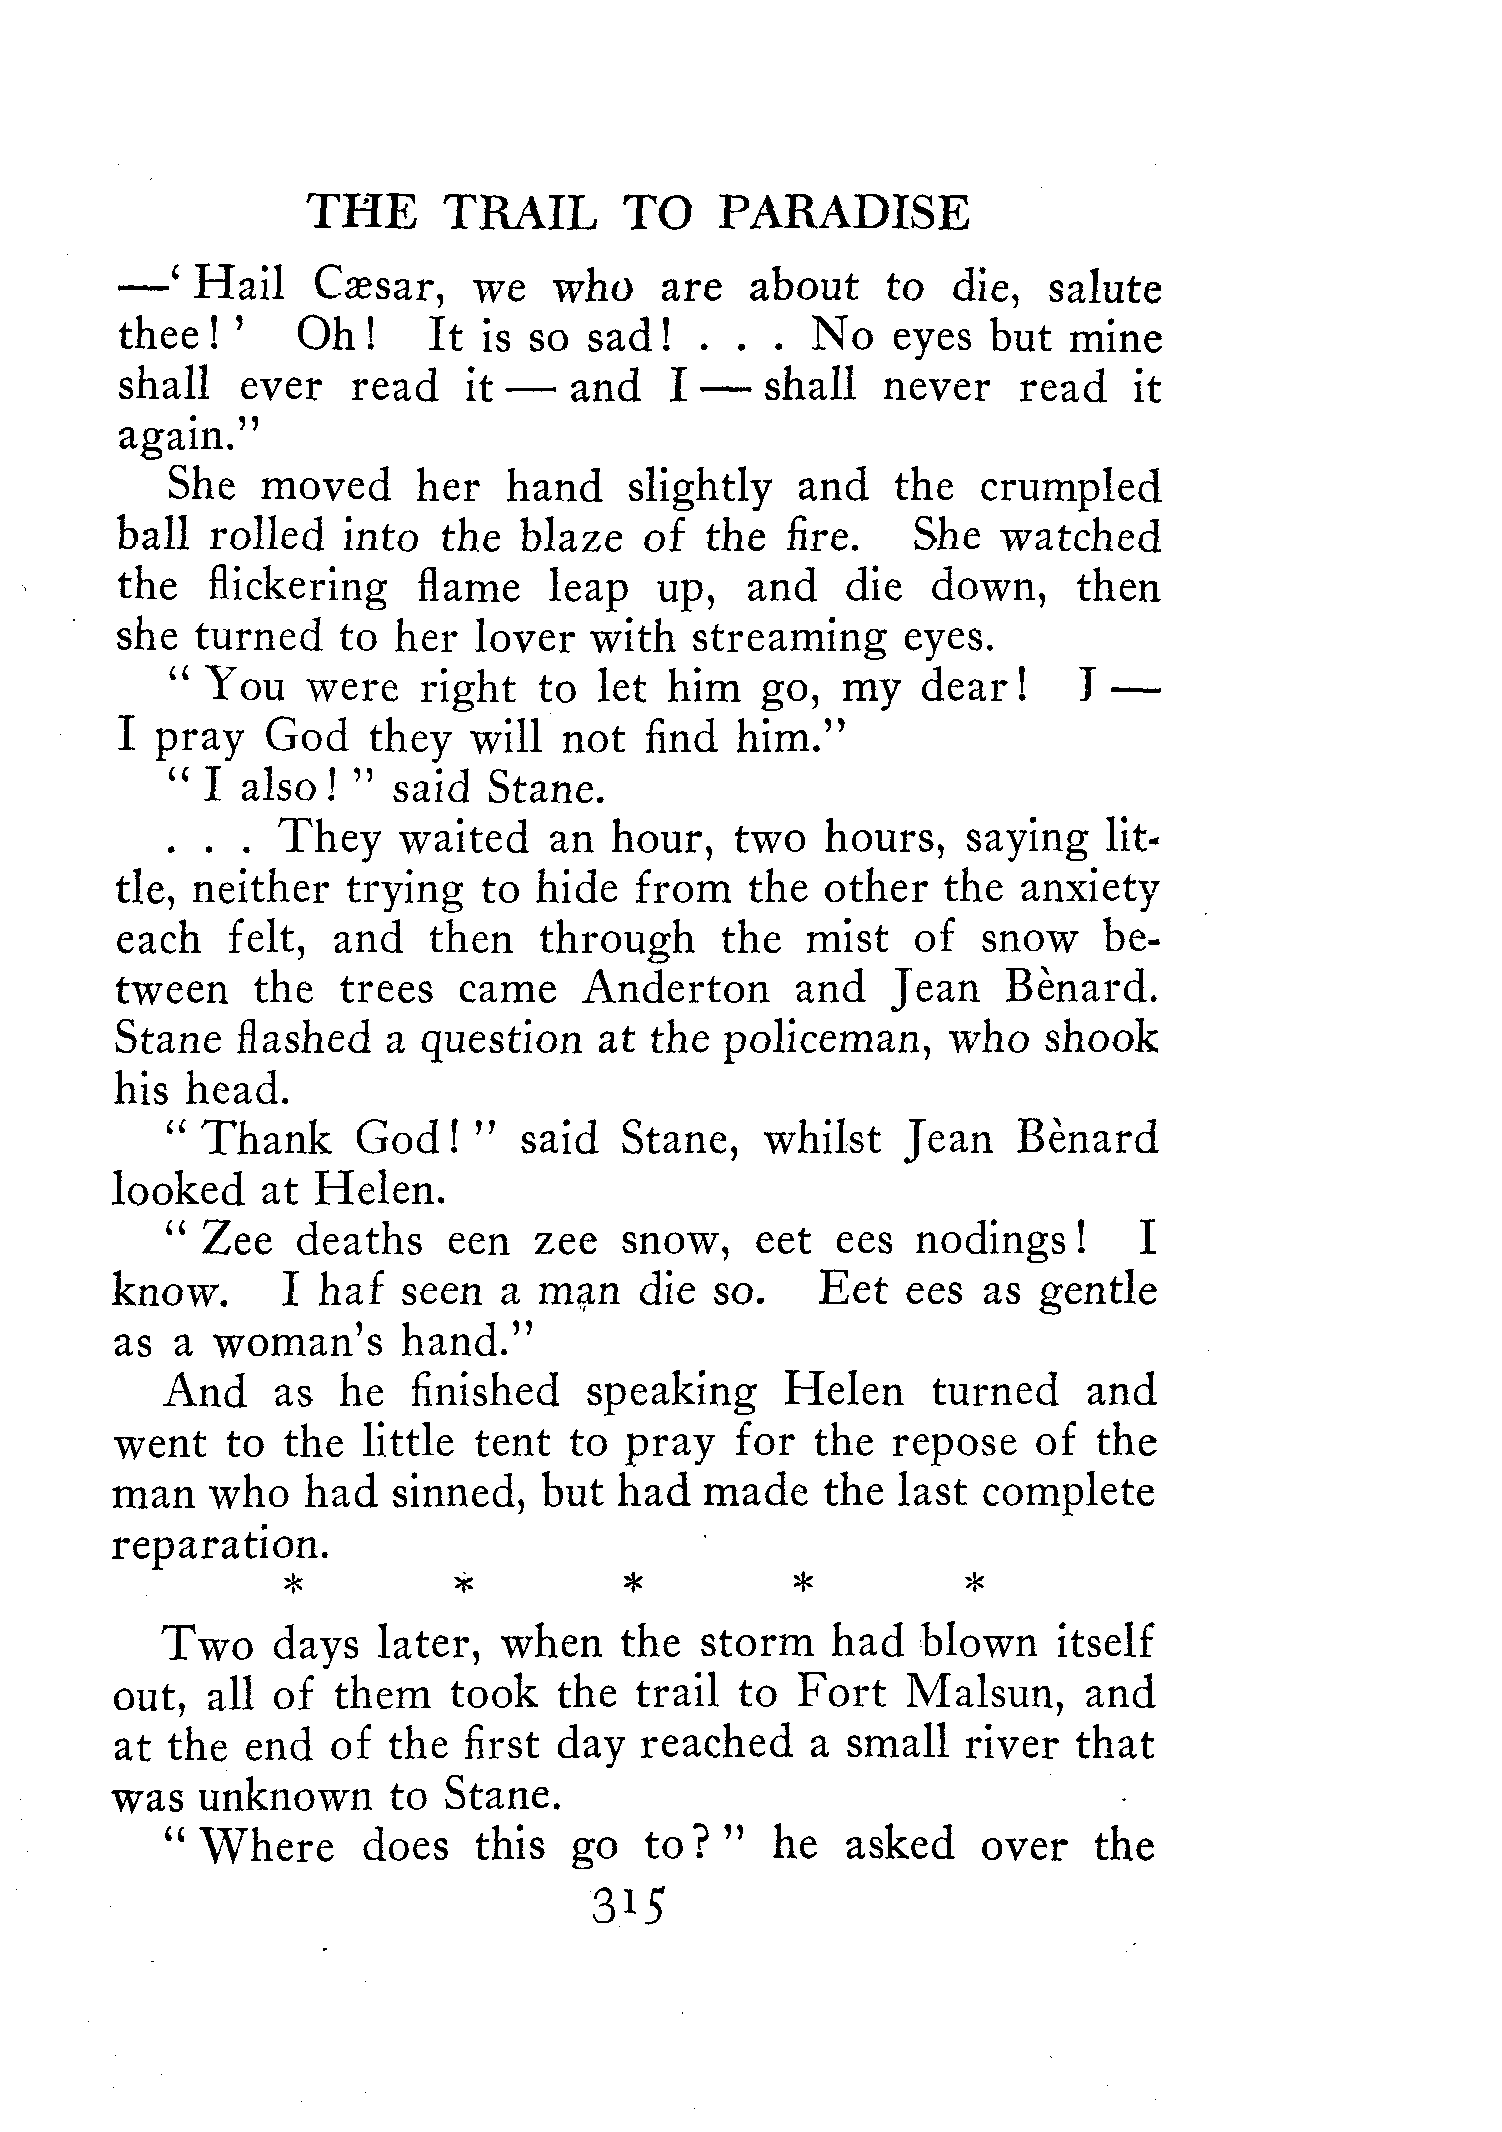 THE TRAIL TO PARADISE
—‘ Hail Cæsar, we who are about to die, salute
thee! ’ Oh! It is so sad! . . . No eyes but mine
shall ever read it — and I — shall never read it
again.”
She moved her hand slightly and the crumpled
ball rolled into the blaze of the fire. She watched
the flickering flame leap up, and die down, then
she turned to her lover with streaming eyes.
“ You were right to let him go, my dear! I —
I pray God they will not find him.”
“ I also! ” said Stane.
. . . They waited an hour, two hours, saying lit-
tle, neither trying to hide from the other the anxiety
each felt, and then through the mist of snow be-
tween the trees came Anderton and Jean Bènard.
Stane flashed a question at the policeman, who shook
his head.
“ Thank God! ” said Stane, whilst Jean Bènard
looked at Helen.
“ Zee deaths een zee snow, eet ees nodings! I
know. I haf seen a man die so. Eet ees as gentle
as a woman's hand.”
And as he finished speaking Helen turned and
went to the little tent to pray for the repose of the
man who had sinned, but had made the last complete
reparation.
* * * * *
Two days later, when the storm had blown itself
out, all of them took the trail to Fort Malsun, and
at the end of the first day reached a small river that
was unknown to Stane.
“ Where does this go to? ” he asked over the
315